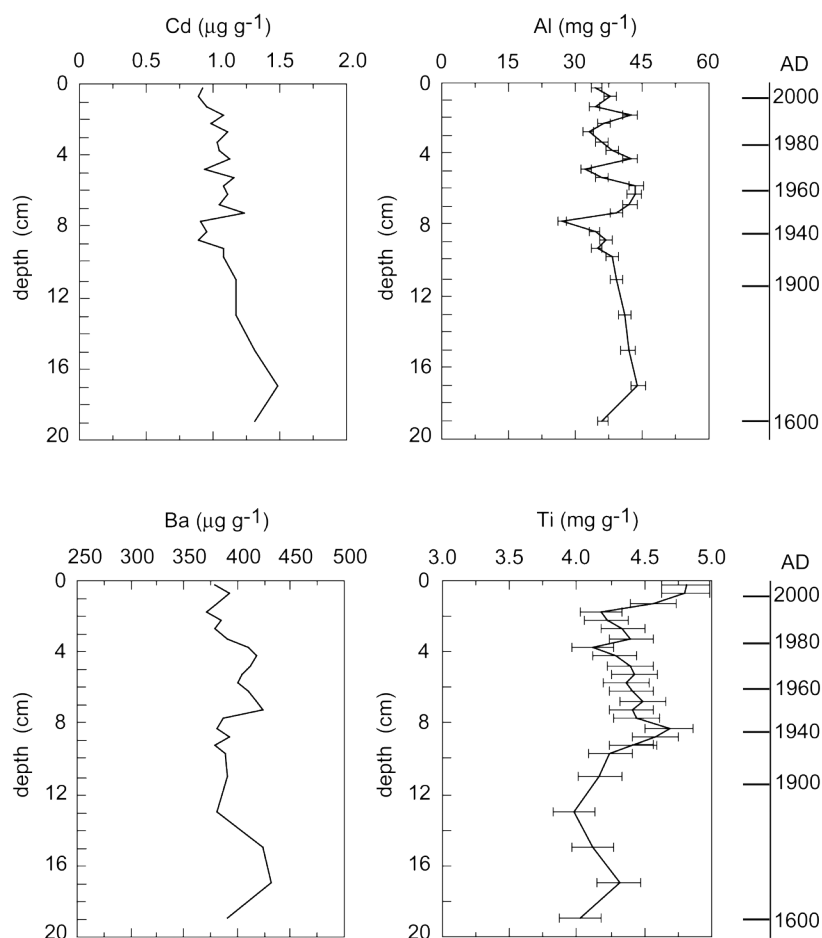 Cd (μg g-1) Al (mg g-1)
0 0.5 1.0 1.5 2.0 0 15 30 45 60 AD
0 0 2000
4 4 1980
depth (cm) depth (cm) 1960
8 8 1940
12 12 1900
16 16
20 20 1600
Ba (μg g-1) Ti (mg g-1)
250 300 350 400 450 500 3.0 3.5 4.0 4.5 5.0 AD
0 0 2000
4 4 1980
depth (cm) depth (cm) 1960
8 8 1940
12 12 1900
16 16
20 20 1600